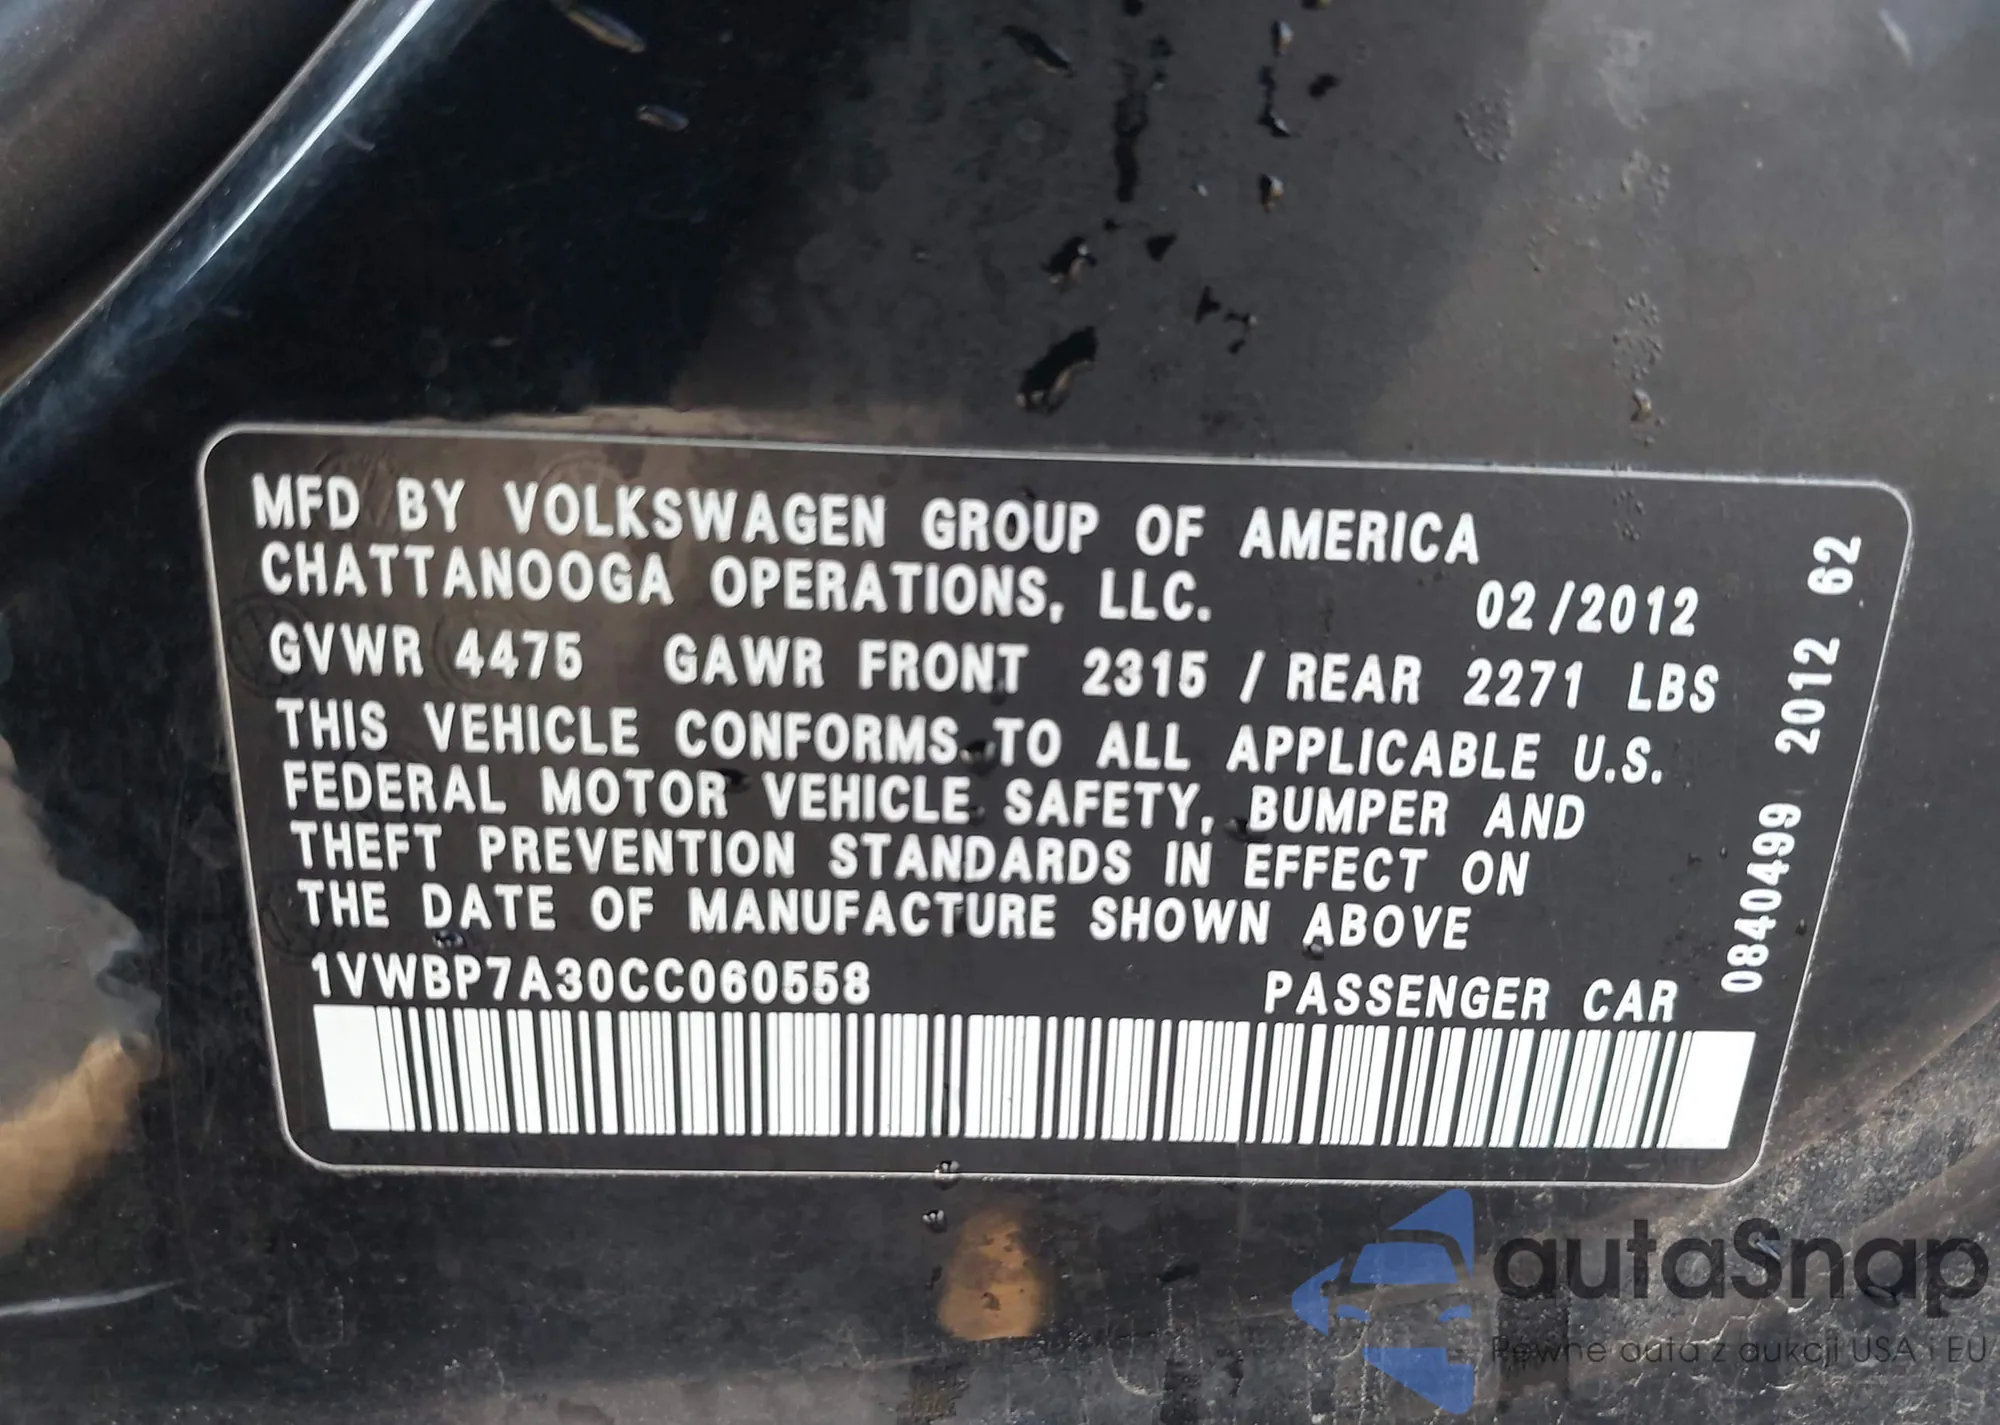 MFD BY VOLKSWAGEN GROUP OF AMERICA
CHATTANOOGA OPERATIONS, LLC. 02/2012
GVWR 4475 GAWR FRONT 2315 / REAR 2271 LBS
THIS VEHICLE CONFORMS TO ALL APPLICABLE U.S.
FEDERAL MOTOR VEHICLE SAFETY, BUMPER AND
THEFT PREVENTION STANDARDS IN EFFECT ON
THE DATE OF MANUFACTURE SHOWN ABOVE
1VWBP7A30CC060558 PASSENGER CAR
0840499 2012 62
autaSnap
Pewne auta z aukcji USA i EU